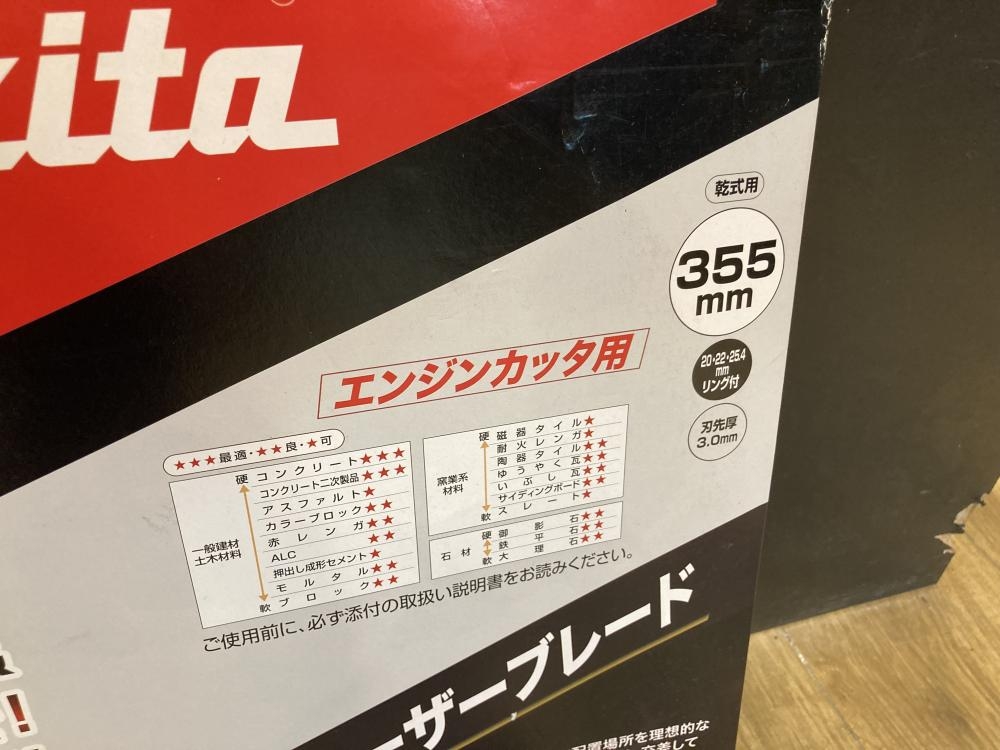 kita
乾式用
355
mm
20・22・25.4
mm
リング付
刃先厚
3.0mm
エンジンカッタ用
★★★最適・★★良・★可
一般建材
土木材料
硬 コンクリート★★★
コンクリート二次製品★★★
アスファルト★
カラーブロック★★
赤レンガ★★
ALC ★★
押出し成形セメント★
モルタル★★
軟 ブロック★★
窯業系
材料
硬 磁器タイル★
耐火レンガ★
陶器タイル★★
ゆうやく瓦★★
いぶし瓦★★
サイディングボード★★
軟 スレート★
石材
硬 御影石★★
鉄平石★★
軟 大理石★★
ご使用前に、必ず添付の取扱い説明書をお読みください。
ーザーブレード
配置場所を理想的な